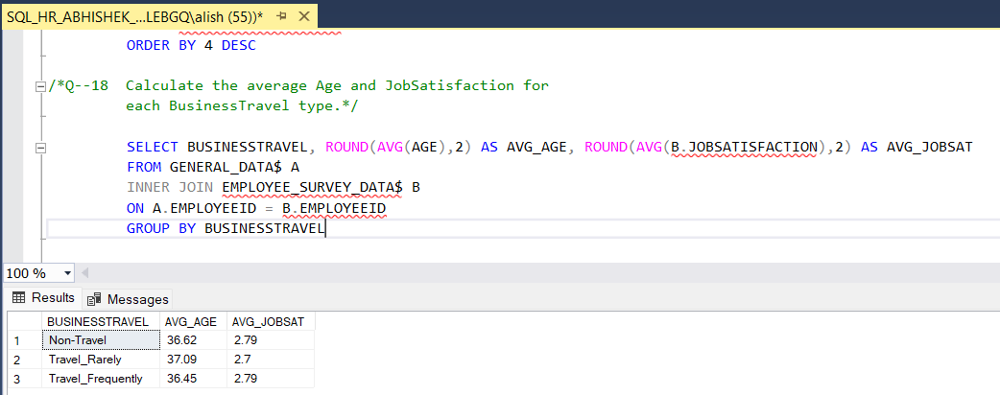 SQL_HR_ABHISHEK_...LEBGQ\alish (55))*
ORDER BY 4 DESC
/*Q--18  Calculate the average Age and JobSatisfaction for
each BusinessTravel type.*/
SELECT BUSINESSTRAVEL, ROUND(AVG(AGE),2) AS AVG_AGE, ROUND(AVG(B.JOBSATISFACTION),2) AS AVG_JOBSAT
FROM GENERAL_DATA$ A
INNER JOIN EMPLOYEE_SURVEY_DATA$ B
ON A.EMPLOYEEID = B.EMPLOYEEID
GROUP BY BUSINESSTRAVEL
100 %
Results Messages
BUSINESSTRAVEL AVG_AGE AVG_JOBSAT
1 Non-Travel 36.62 2.79
2 Travel_Rarely 37.09 2.7
3 Travel_Frequently 36.45 2.79